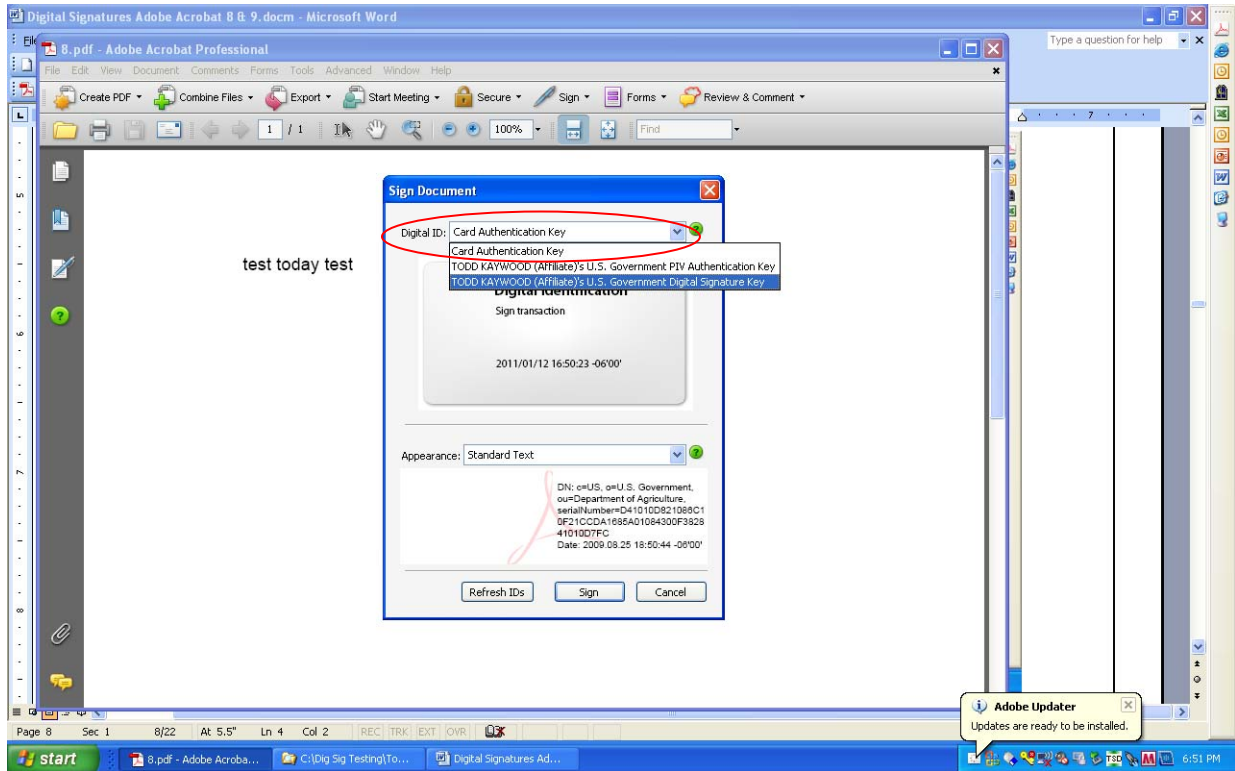 Digital Signatures Adobe Acrobat 8 & 9.docm - Microsoft Word
Type a question for help
8.pdf - Adobe Acrobat Professional
File Edit View Document Comments Forms Tools Advanced Window Help
Create PDF Combine Files Export Start Meeting Secure Sign Forms Review & Comment
1 / 1 100% Find
7
test today test
Sign Document
Digital ID: Card Authentication Key
Card Authentication Key
TODD KAYWOOD (Affiliate)'s U.S. Government PIV Authentication Key
TODD KAYWOOD (Affiliate)'s U.S. Government Digital Signature Key
Digital Identification
Sign transaction
2011/01/12 16:50:23 -06'00'
Appearance: Standard Text
DN: c=US, o=U.S. Government,
ou=Department of Agriculture,
serialNumber=D41010D821086C1
0F21CCDA1685A01084300F3828
41010D7FC
Date: 2009.08.25 18:50:44 -06'00'
Refresh IDs Sign Cancel
Adobe Updater
Updates are ready to be installed.
Page 8 Sec 1 8/22 At 5.5" Ln 4 Col 2 REC TRK EXT OVR
start 8.pdf - Adobe Acroba... C:\Dig Sig Testing\To... Digital Signatures Ad... TSD 6:51 PM